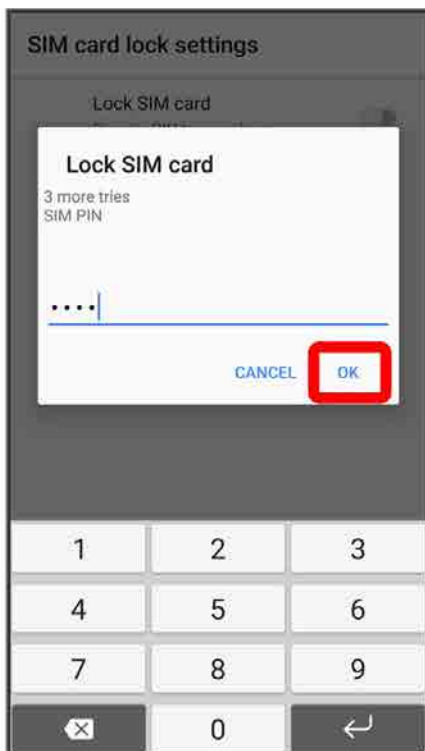 SIM card lock settings
Lock SIM card
Lock SIM card
3 more tries
SIM PIN
••••
CANCEL OK
1 2 3
4 5 6
7 8 9
0